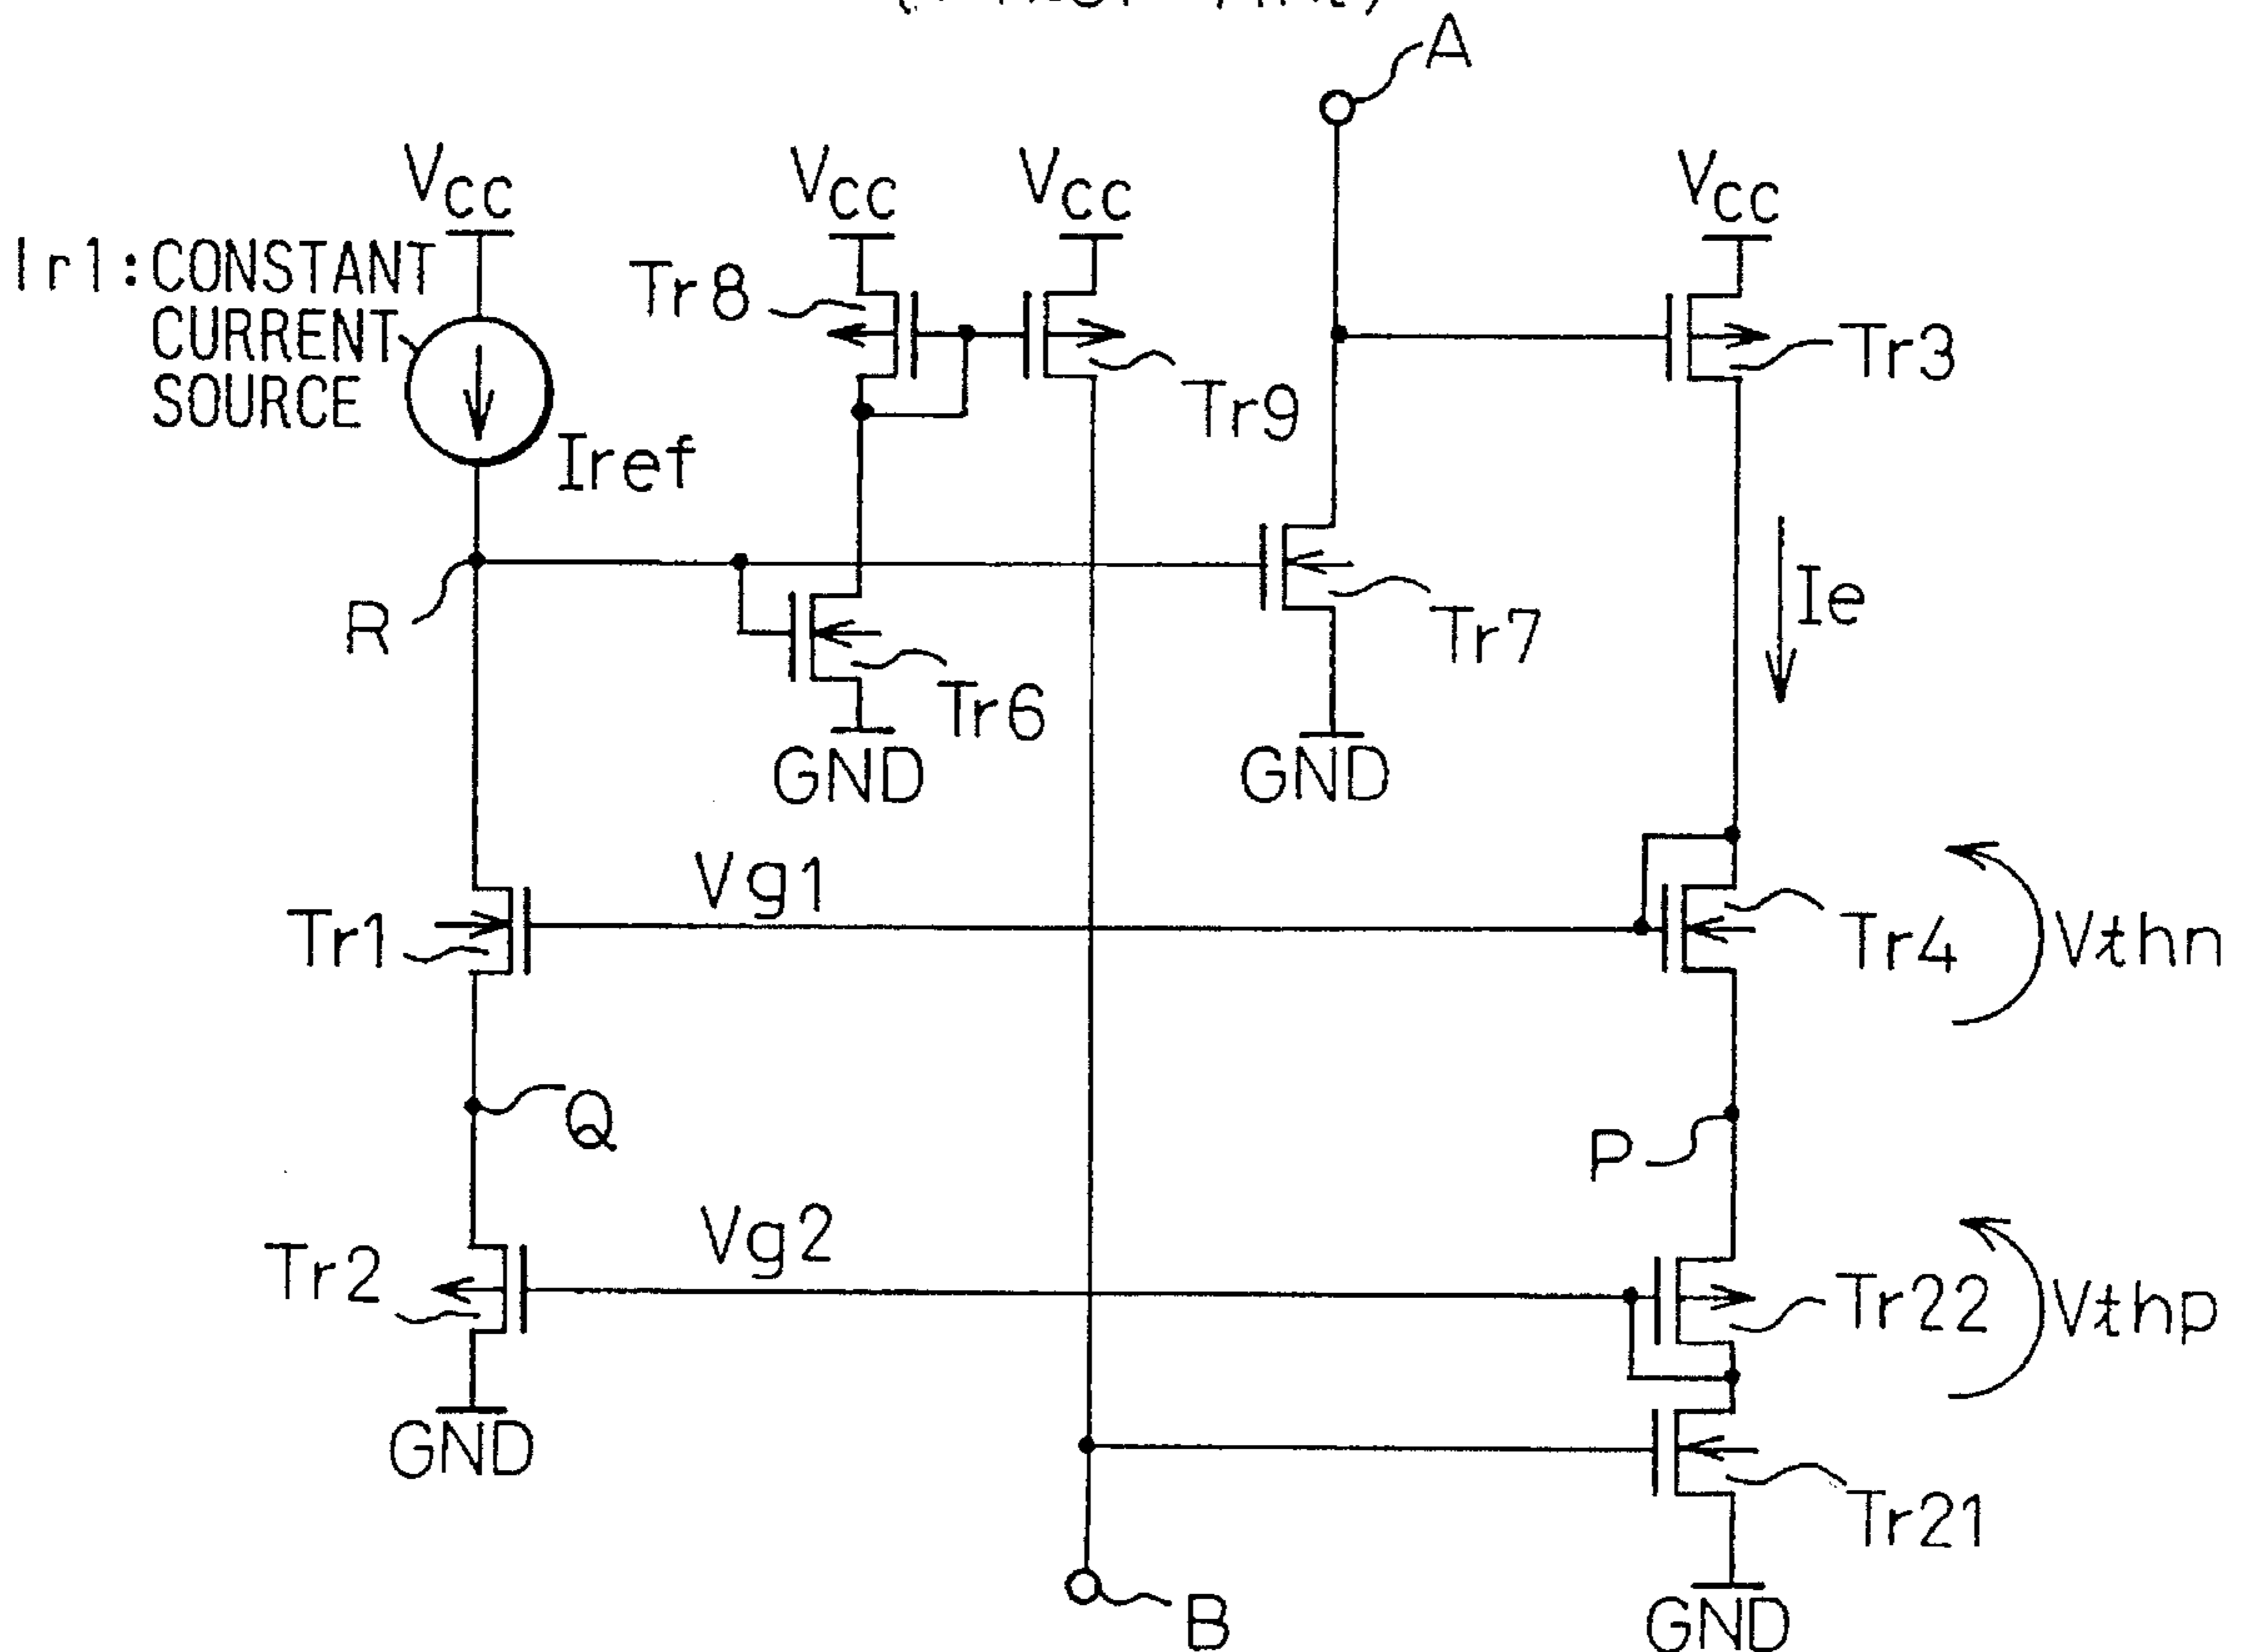 A
VCC
VCC
VCC
VCC
Ir1:CONSTANT
CURRENT
SOURCE
Tr8
Tr9
Tr3
Iref
R
Tr6
Tr7
Ie
GND
GND
Vg1
Tr1
Tr4
Vthn
Q
P
Vg2
Tr2
Tr22
Vthp
GND
Tr21
B
GND